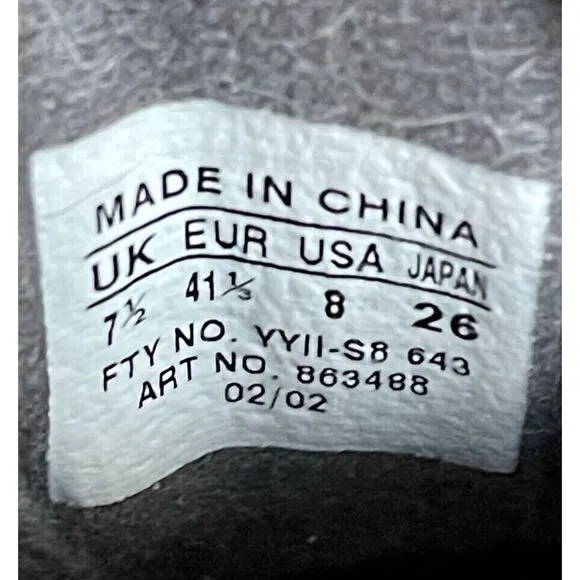 MADE IN CHINA
UK EUR USA JAPAN
7½ 41⅓ 8 26
FTY NO. YYII-S8 643
ART NO. 863488
02/02